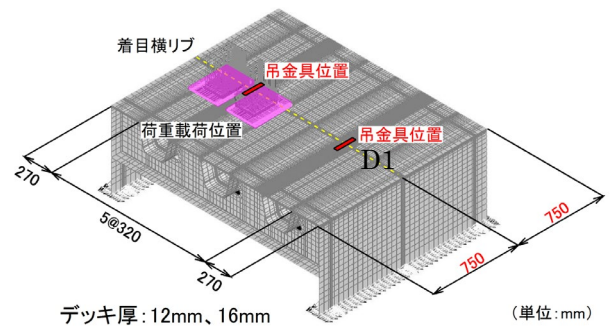 着目横リブ
吊金具位置
荷重載荷位置
吊金具位置
D1
270
5@320
270
750
750
デッキ厚:12mm、16mm
(単位:mm)